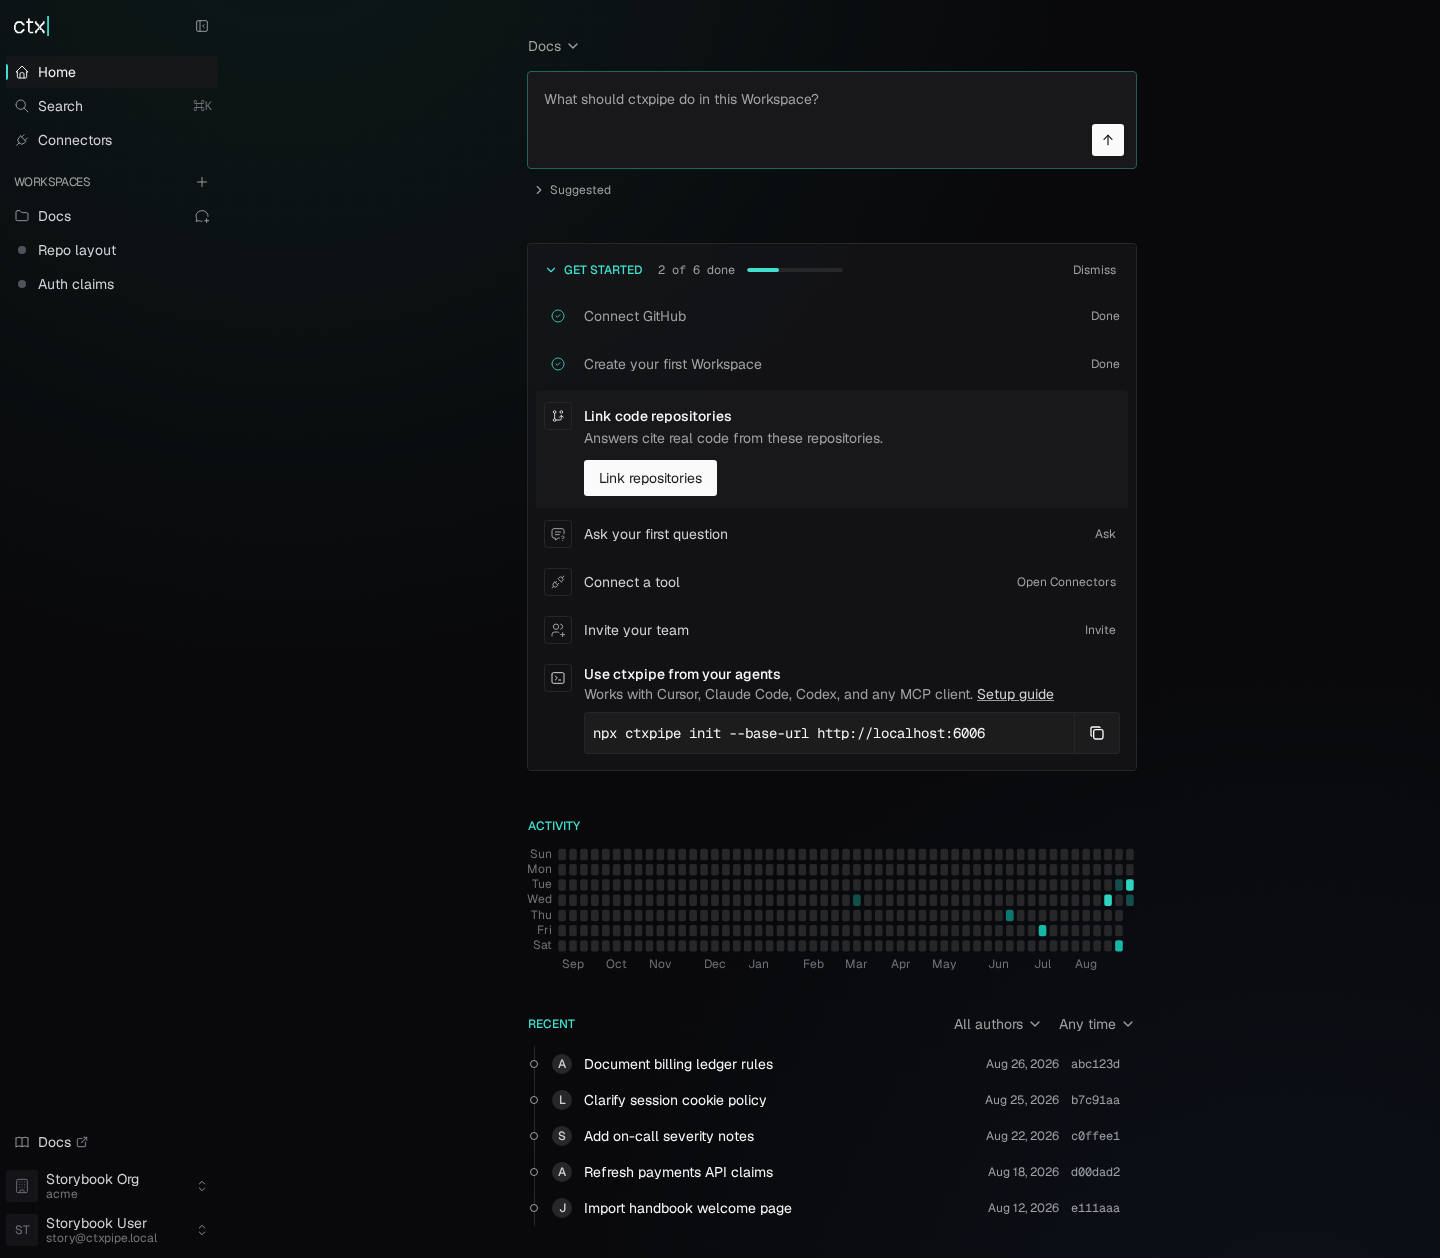 ctx
Home
Search ⌘K
Connectors
WORKSPACES
Docs
Repo layout
Auth claims
Docs
Storybook Org
acme
ST
Storybook User
story@ctxpipe.local
Docs
What should ctxpipe do in this Workspace?
Suggested
GET STARTED 2 of 6 done Dismiss
Connect GitHub Done
Create your first Workspace Done
Link code repositories
Answers cite real code from these repositories.
Link repositories
Ask your first question Ask
Connect a tool Open Connectors
Invite your team Invite
Use ctxpipe from your agents
Works with Cursor, Claude Code, Codex, and any MCP client. Setup guide
npx ctxpipe init --base-url http://localhost:6006
ACTIVITY
Sun
Mon
Tue
Wed
Thu
Fri
Sat
Sep Oct Nov Dec Jan Feb Mar Apr May Jun Jul Aug
RECENT All authors Any time
A Document billing ledger rules Aug 26, 2026 abc123d
L Clarify session cookie policy Aug 25, 2026 b7c91aa
S Add on-call severity notes Aug 22, 2026 c0ffee1
A Refresh payments API claims Aug 18, 2026 d00dad2
J Import handbook welcome page Aug 12, 2026 e111aaa